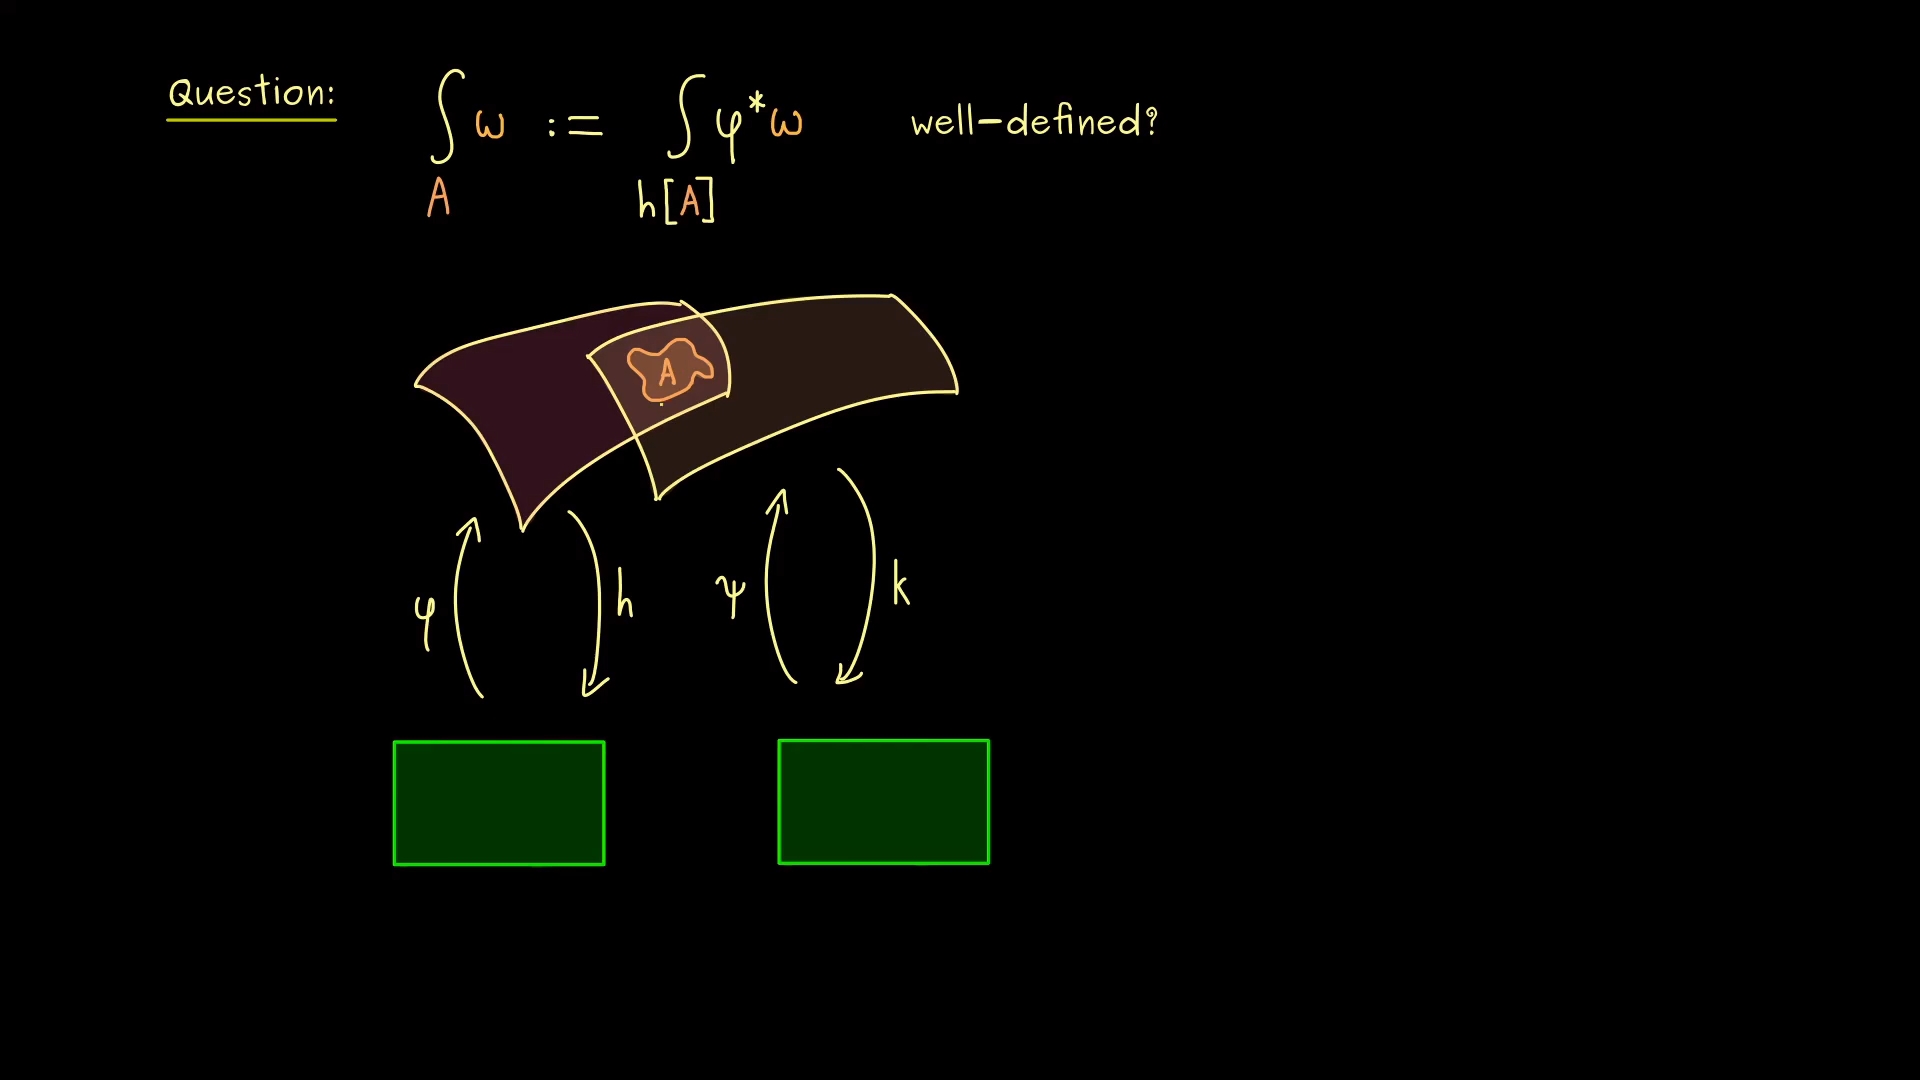 Question: ∫ ω := ∫ φ*ω well-defined?
A h[A]
A
φ h ψ k